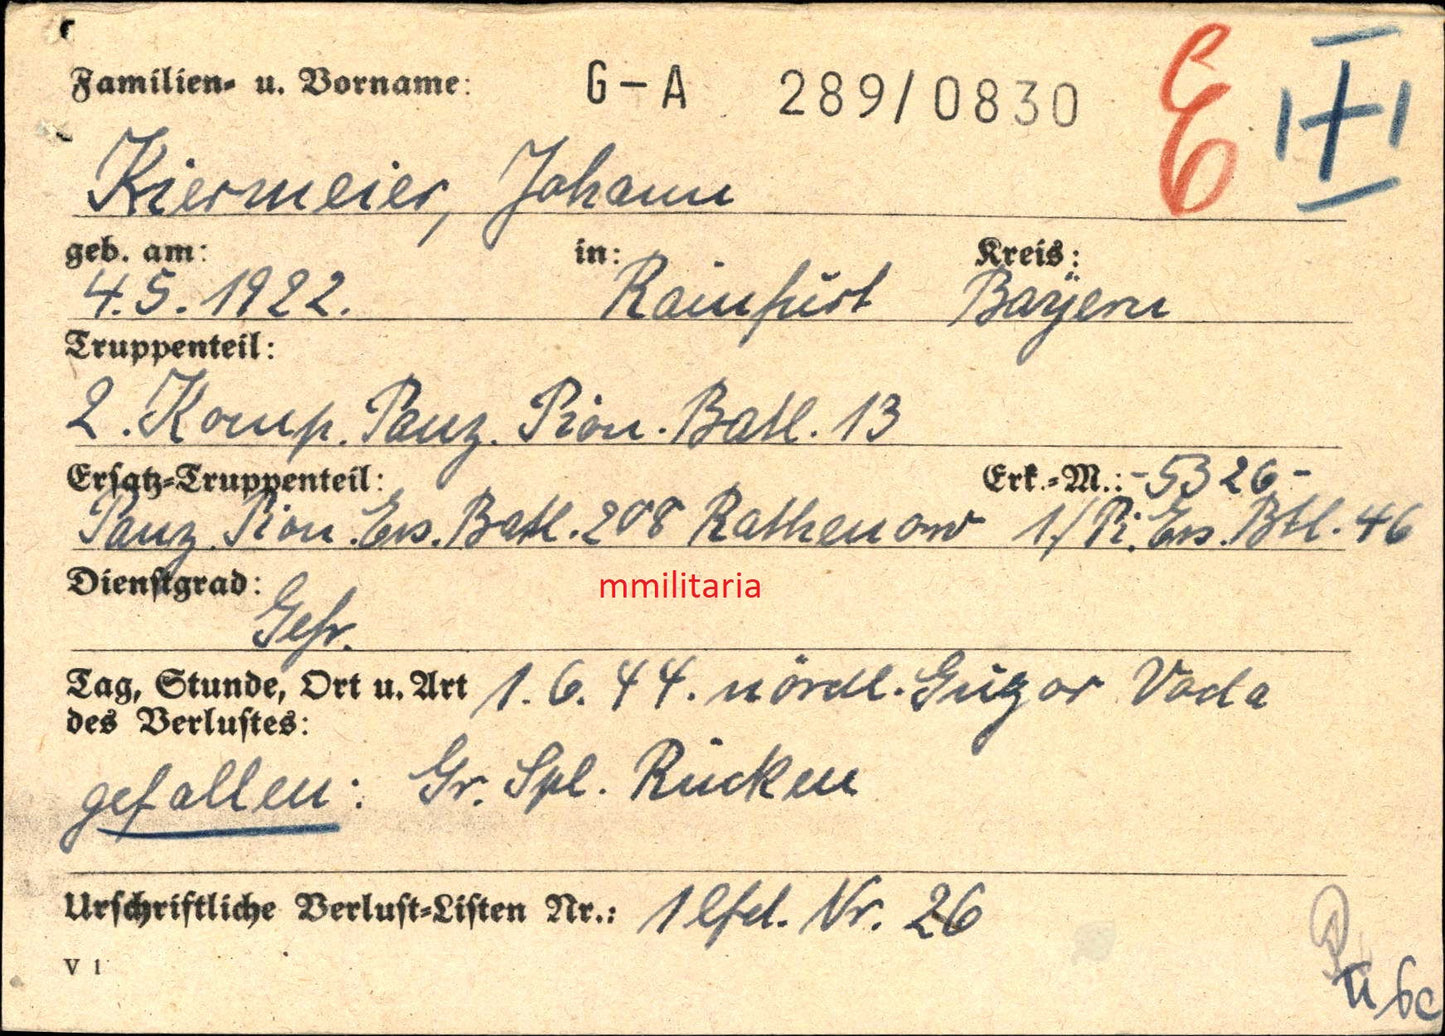 Familien- u. Vorname: G-A 289/0830 E
Kiermeier, Johann
geb. am: in: Kreis:
4.5.1922. Rainfürt Bayern
Truppenteil:
2. Komp. Panz. Pion. Batl. 13
Ersatz-Truppenteil: Erk.-M.: -5326-
Panz. Pion. Ers. Batl. 208 Rathenow 1./Pi. Ers. Btl. 46
Dienstgrad:
Gefr.
mmilitaria
Tag, Stunde, Ort u. Art 1.6.44. nördl. Guzor Voda
des Verlustes:
gefallen: Gr. Spl. Rücken
Urschriftliche Verlust-Listen Nr.: 1 lfd. Nr. 26
V 1